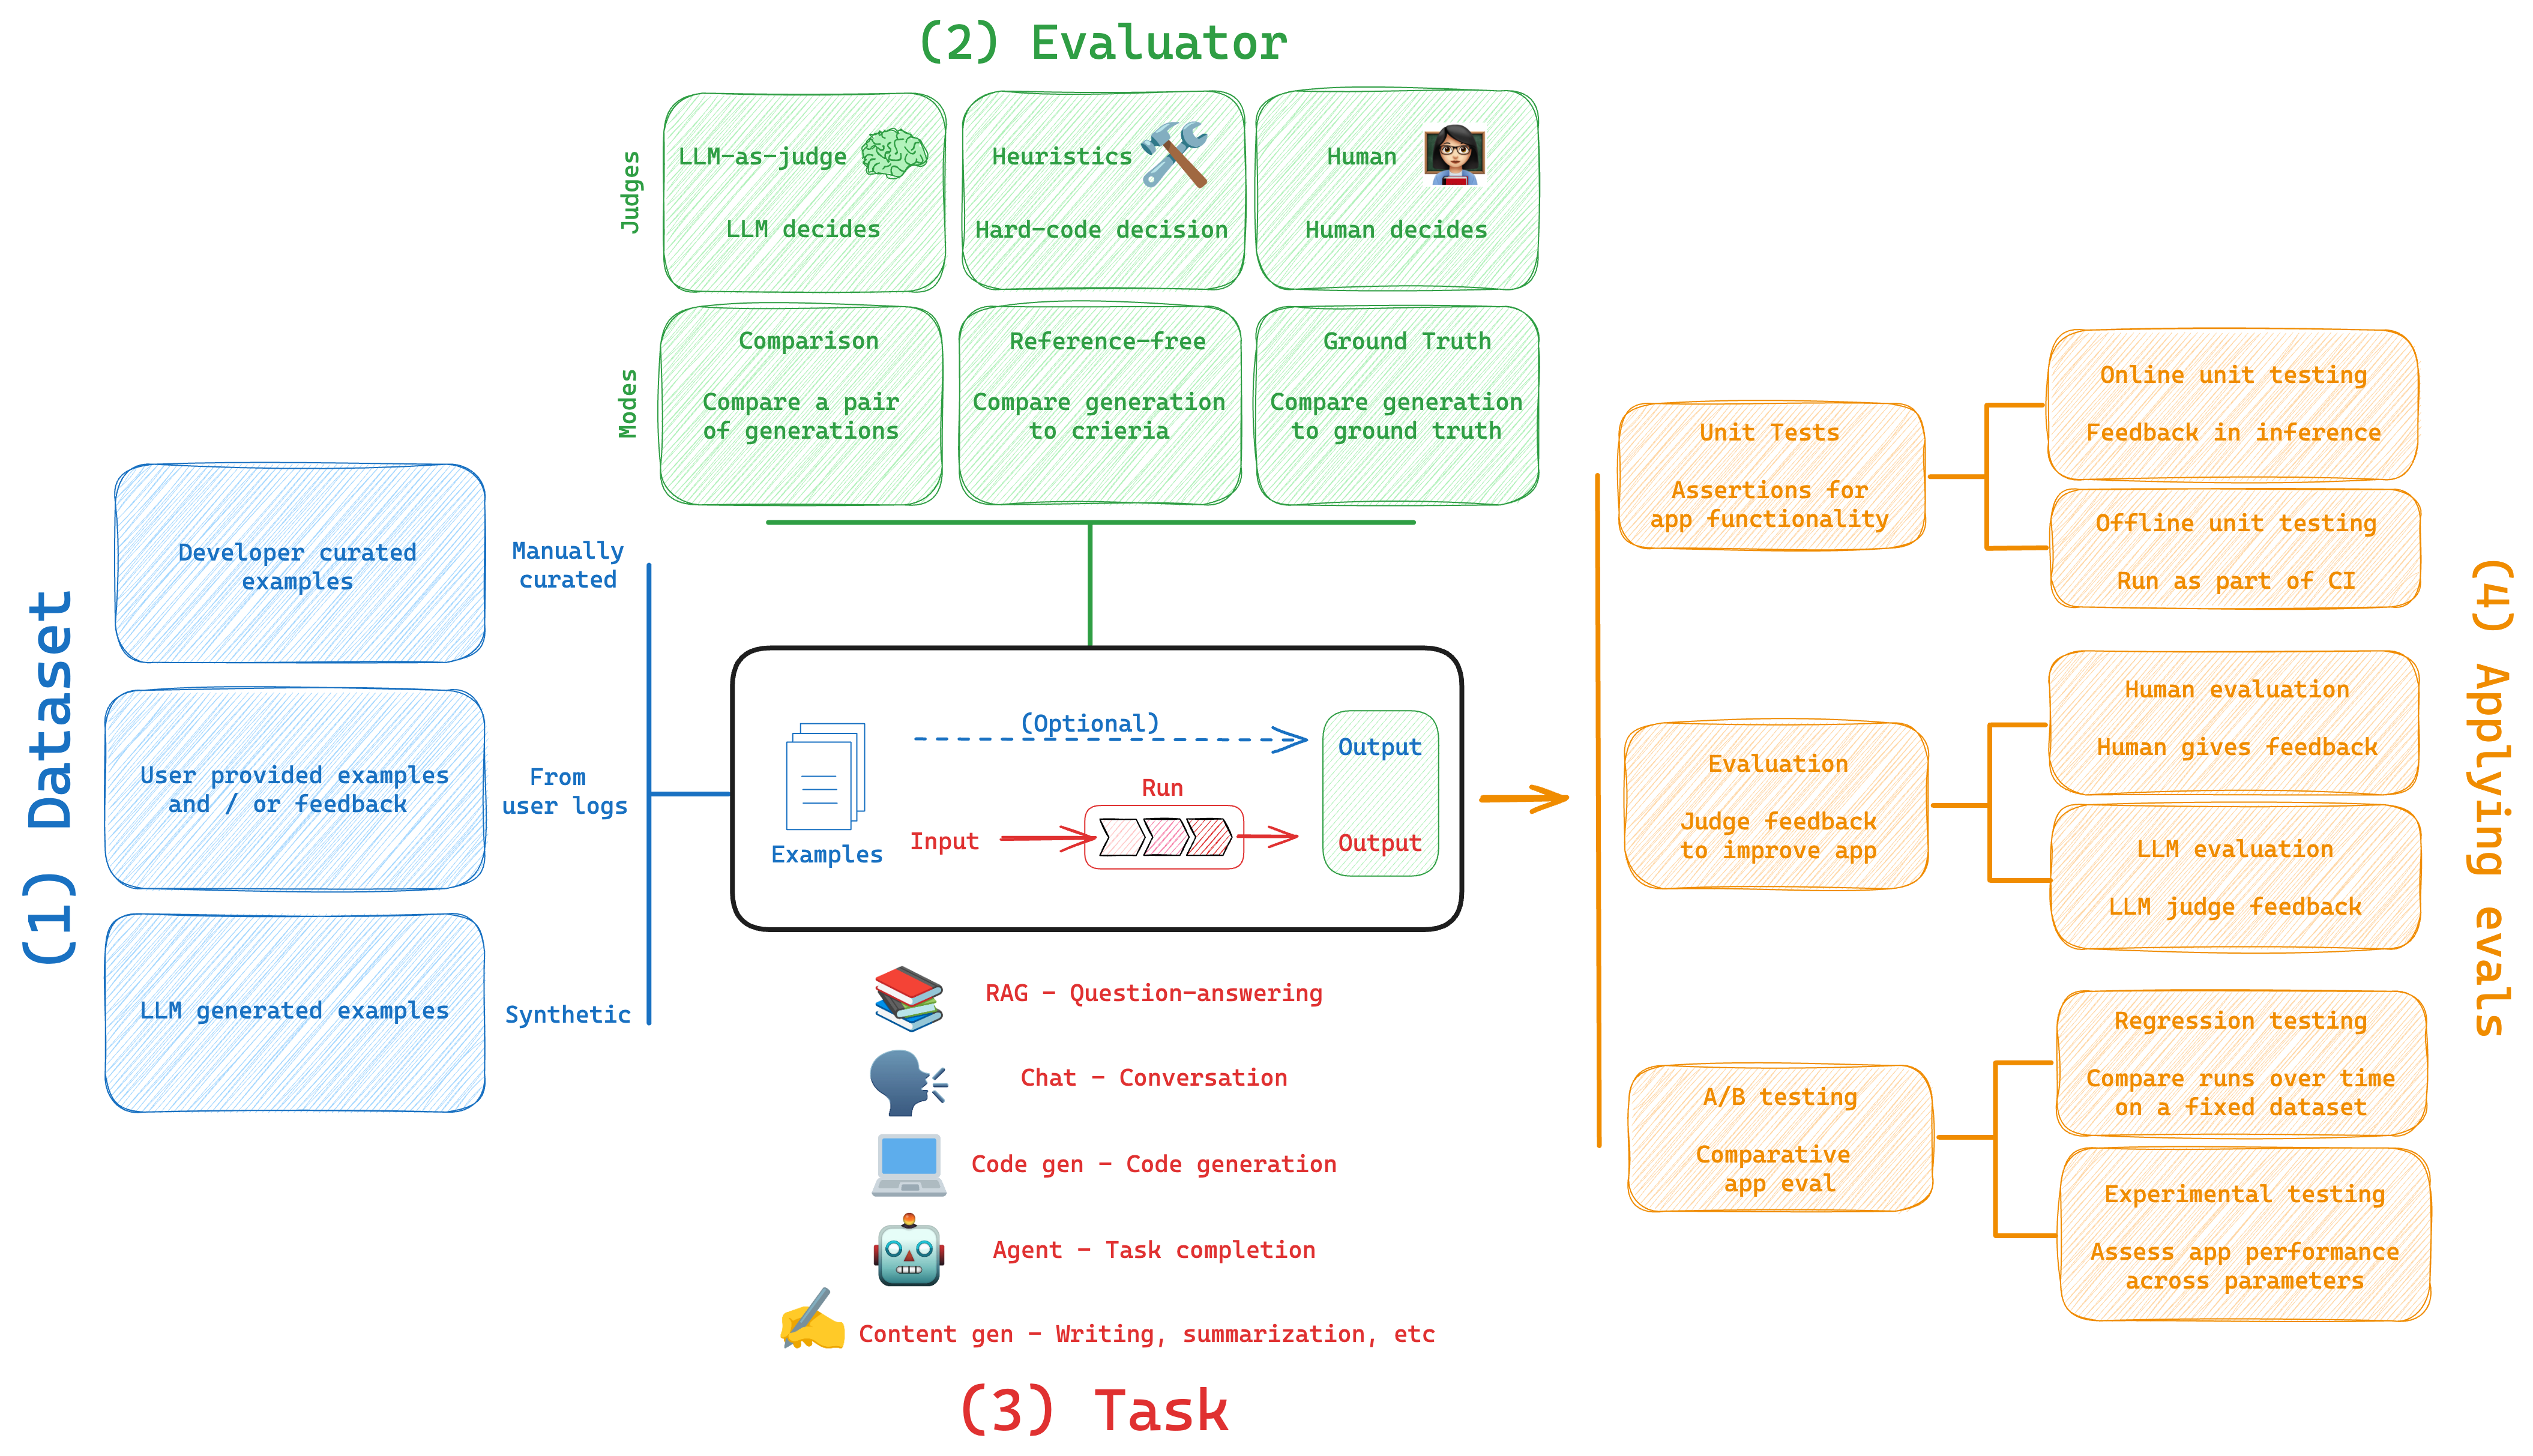 (2) Evaluator
Judges
LLM-as-judge
LLM decides
Heuristics
Hard-code decision
Human
Human decides
Modes
Comparison
Compare a pair
of generations
Reference-free
Compare generation
to crieria
Ground Truth
Compare generation
to ground truth
(1) Dataset
Developer curated
examples
Manually
curated
User provided examples
and / or feedback
From
user logs
LLM generated examples
Synthetic
Examples
(Optional)
Output
Input
Run
Output
RAG - Question-answering
Chat - Conversation
Code gen - Code generation
Agent - Task completion
Content gen - Writing, summarization, etc
(3) Task
(4) Applying evals
Unit Tests
Assertions for
app functionality
Online unit testing
Feedback in inference
Offline unit testing
Run as part of CI
Evaluation
Judge feedback
to improve app
Human evaluation
Human gives feedback
LLM evaluation
LLM judge feedback
A/B testing
Comparative
app eval
Regression testing
Compare runs over time
on a fixed dataset
Experimental testing
Assess app performance
across parameters